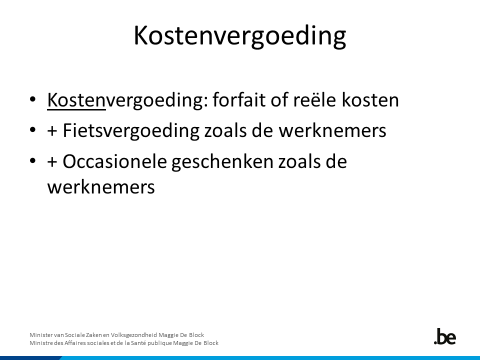 Kostenvergoeding
• Kostenvergoeding: forfait of reële kosten
• + Fietsvergoeding zoals de werknemers
• + Occasionele geschenken zoals de
werknemers
Minister van Sociale Zaken en Volksgezondheid Maggie De Block
Ministre des Affaires sociales et de la Santé publique Maggie De Block
.be